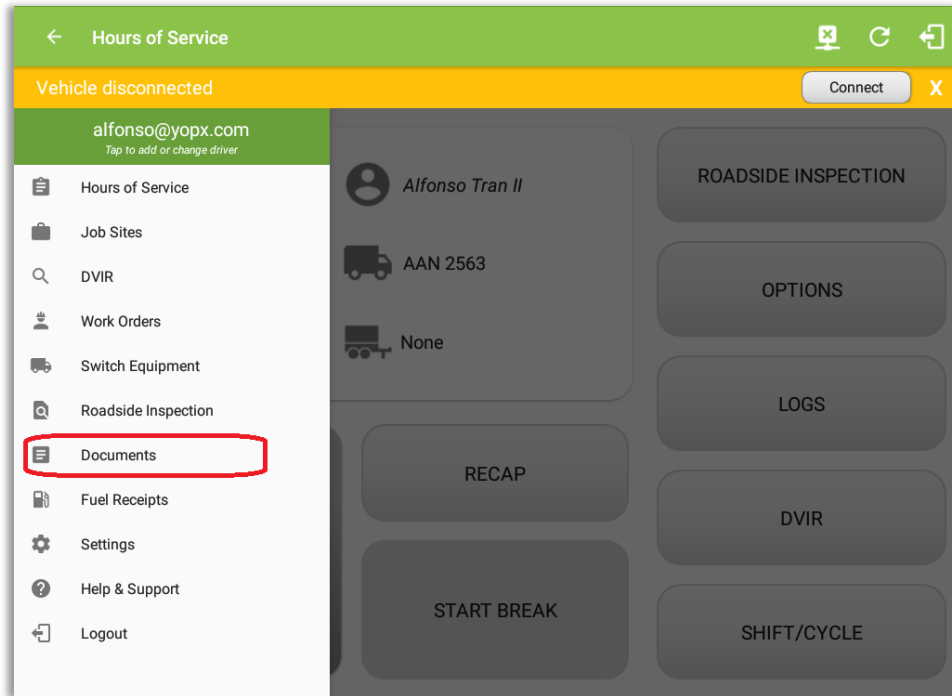 Hours of Service
Vehicle disconnected
Connect
X
alfonso@yopx.com
Tap to add or change driver
Hours of Service
Job Sites
DVIR
Work Orders
Switch Equipment
Roadside Inspection
Documents
Fuel Receipts
Settings
Help & Support
Logout
Alfonso Tran II
AAN 2563
None
RECAP
START BREAK
ROADSIDE INSPECTION
OPTIONS
LOGS
DVIR
SHIFT/CYCLE